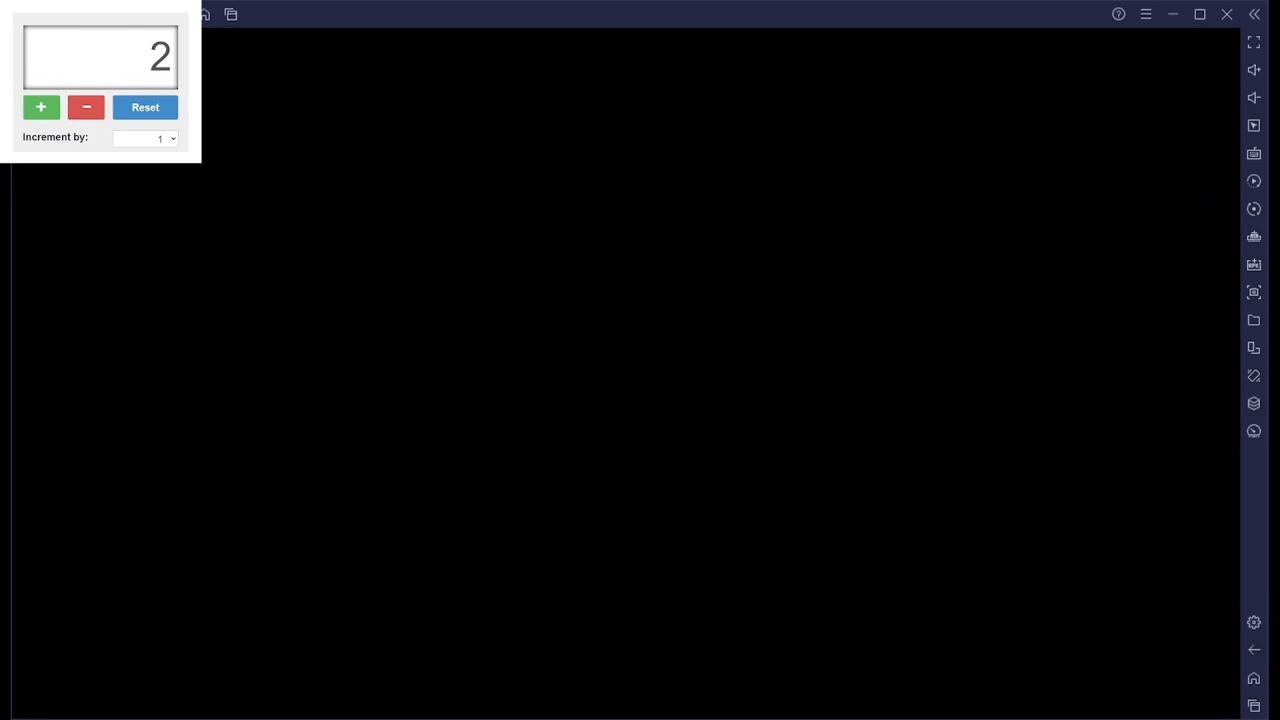 2
+
−
Reset
Increment by:
1